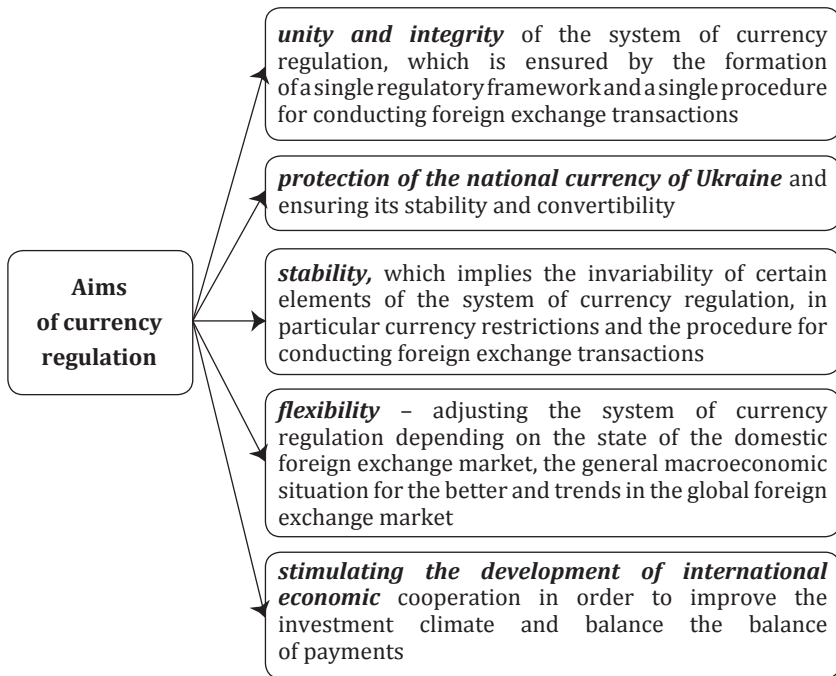 unity and integrity of the system of currency
regulation, which is ensured by the formation
of a single regulatory framework and a single procedure
for conducting foreign exchange transactions
protection of the national currency of Ukraine and
ensuring its stability and convertibility
Aims
of currency
regulation
stability, which implies the invariability of certain
elements of the system of currency regulation, in
particular currency restrictions and the procedure for
conducting foreign exchange transactions
flexibility – adjusting the system of currency
regulation depending on the state of the domestic
foreign exchange market, the general macroeconomic
situation for the better and trends in the global foreign
exchange market
stimulating the development of international
economic cooperation in order to improve the
investment climate and balance the balance
of payments